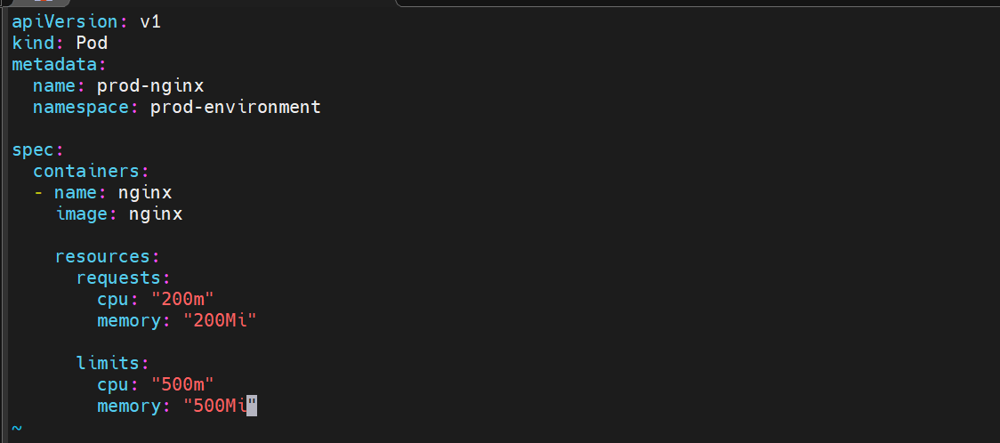 apiVersion: v1
kind: Pod
metadata:
  name: prod-nginx
  namespace: prod-environment

spec:
  containers:
  - name: nginx
    image: nginx

    resources:
      requests:
        cpu: "200m"
        memory: "200Mi"

      limits:
        cpu: "500m"
        memory: "500Mi"
~